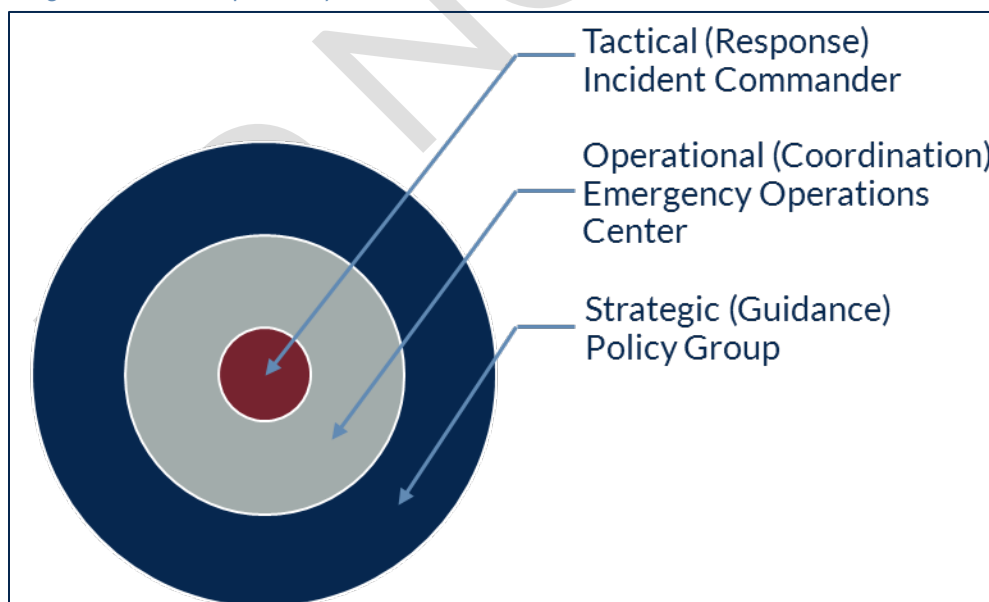 Tactical (Response)
Incident Commander
Operational (Coordination)
Emergency Operations
Center
Strategic (Guidance)
Policy Group